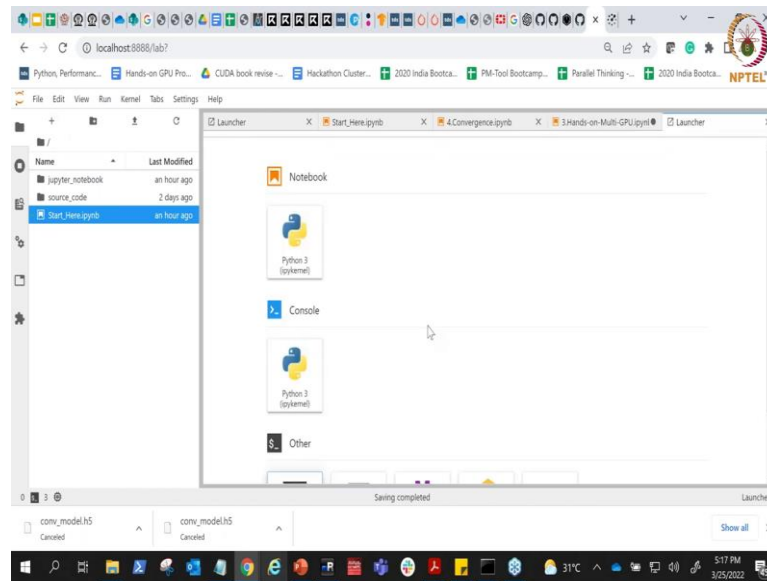 localhost:8888/lab?
NPTEL
Python, Performanc... Hands-on GPU Pro... CUDA book revise -... Hackathon Cluster... 2020 India Bootca... PM-Tool Bootcamp... Parallel Thinking -... 2020 India Bootca...
File Edit View Run Kernel Tabs Settings Help
Launcher Start_Here.ipynb 4.Convergence.ipynb 3.Hands-on-Multi-GPU.ipynl Launcher
/
Name Last Modified
jupyter_notebook an hour ago
source_code 2 days ago
Start_Here.ipynb an hour ago
Notebook
Python 3
(ipykernel)
Console
Python 3
(ipykernel)
$_ Other
0 3 Saving completed Launche
conv_model.h5 conv_model.h5
Canceled Canceled
Show all
31°C
5:17 PM
3/25/2022